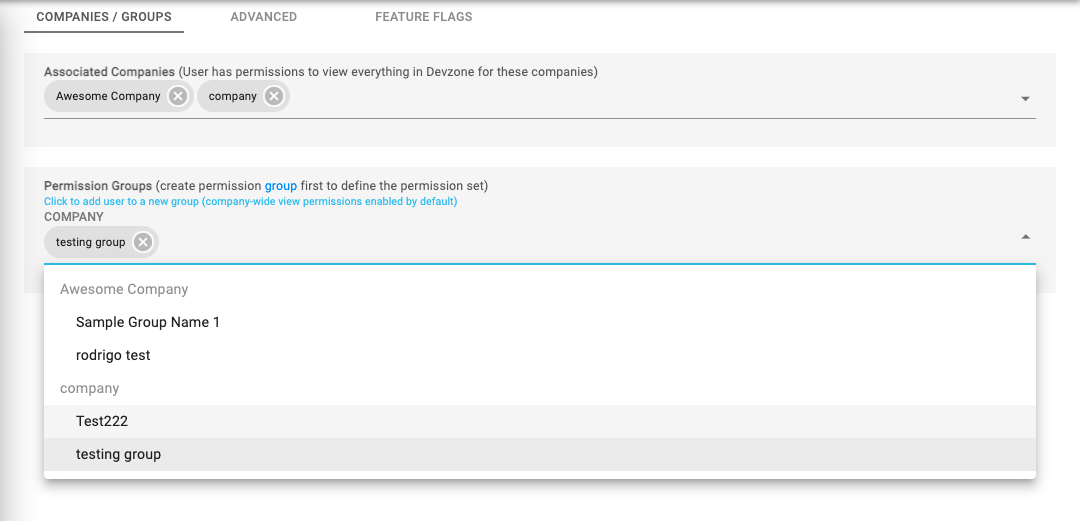 COMPANIES / GROUPS ADVANCED FEATURE FLAGS
Associated Companies (User has permissions to view everything in Devzone for these companies)
Awesome Company company
Permission Groups (create permission group first to define the permission set)
Click to add user to a new group (company-wide view permissions enabled by default)
COMPANY
testing group
Awesome Company
Sample Group Name 1
rodrigo test
company
Test222
testing group